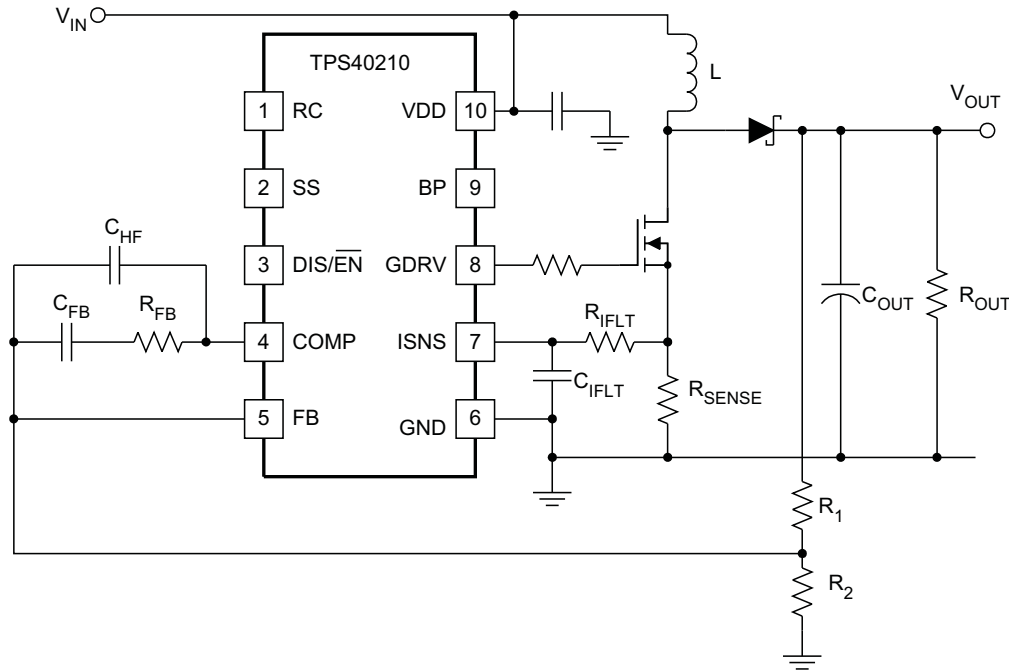 V_IN
TPS40210
L
V_OUT
1 RC VDD 10
2 SS BP 9
C_HF
3 DIS/E̅N̅ GDRV 8
C_FB R_FB
R_IFLT
C_OUT R_OUT
4 COMP ISNS 7
C_IFLT
R_SENSE
5 FB GND 6
R_1
R_2